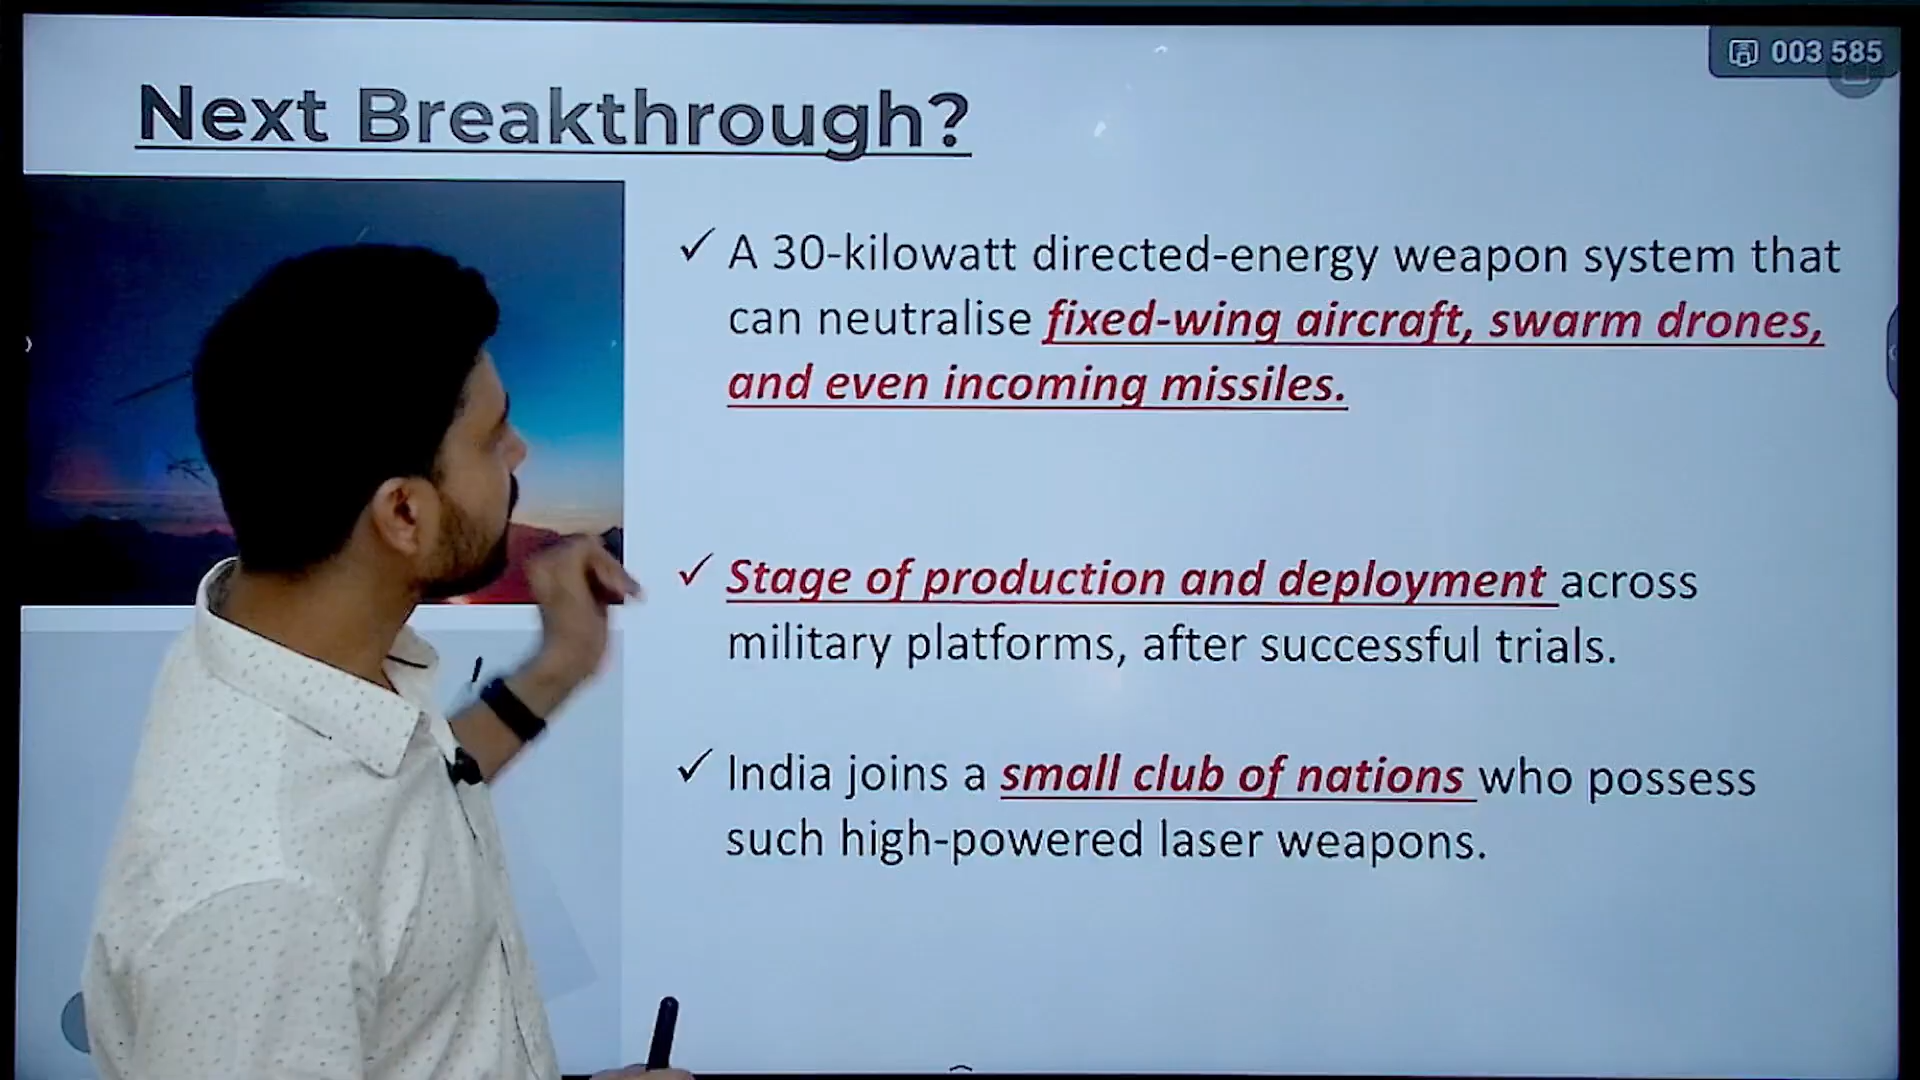 003 585
Next Breakthrough?
✓ A 30-kilowatt directed-energy weapon system that
can neutralise fixed-wing aircraft, swarm drones,
and even incoming missiles.
✓ Stage of production and deployment across
military platforms, after successful trials.
✓ India joins a small club of nations who possess
such high-powered laser weapons.